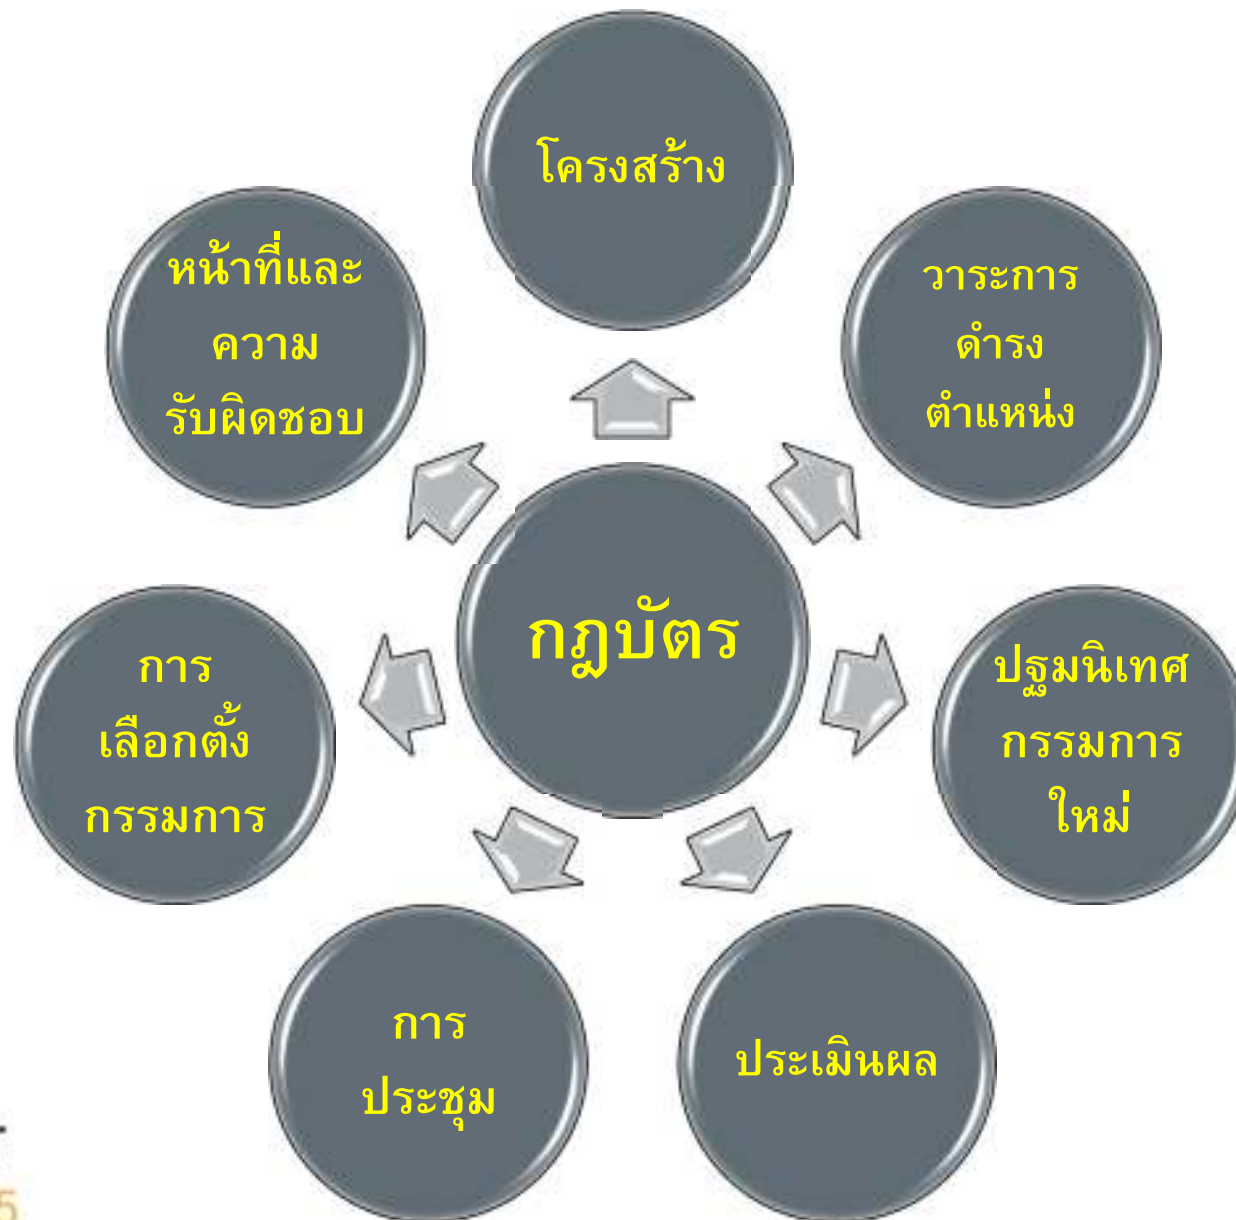 โครงสร้าง
หน้าที่และ
ความ
รับผิดชอบ
วาระการ
ดำรง
ตำแหน่ง
กฎบัตร
การ
เลือกตั้ง
กรรมการ
ปฐมนิเทศ
กรรมการ
ใหม่
การ
ประชุม
ประเมินผล
5